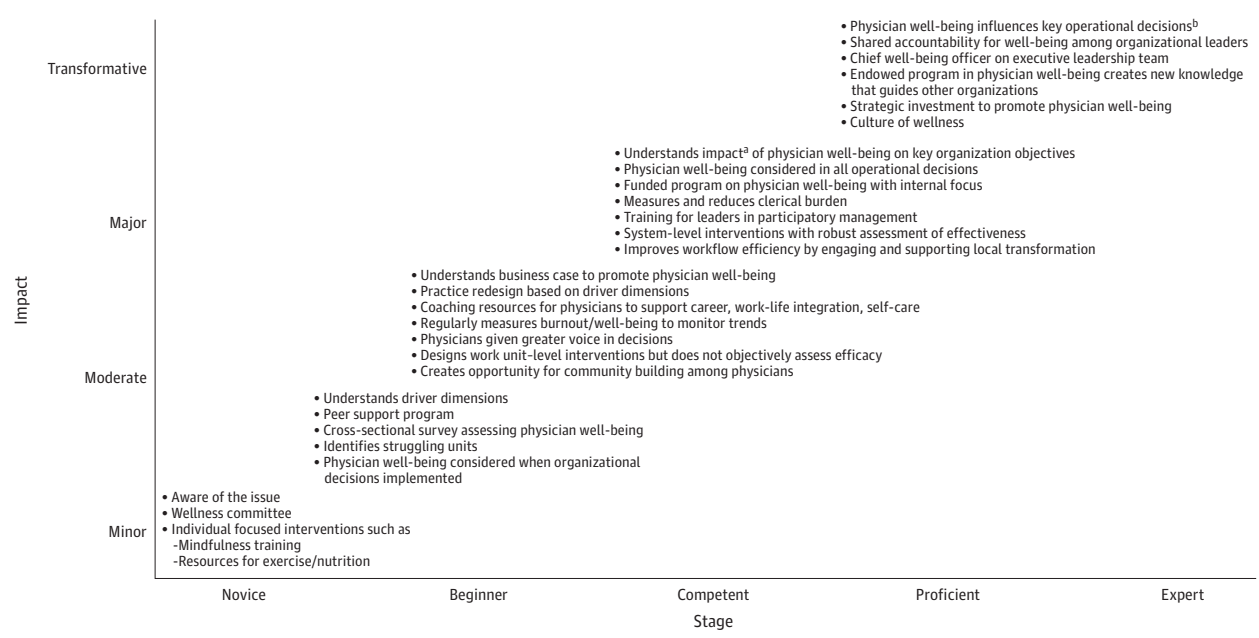 • Physician well-being influences key operational decisionsᵇ
• Shared accountability for well-being among organizational leaders
• Chief well-being officer on executive leadership team
• Endowed program in physician well-being creates new knowledge
that guides other organizations
• Strategic investment to promote physician well-being
• Culture of wellness
Transformative
• Understands impactᵃ of physician well-being on key organization objectives
• Physician well-being considered in all operational decisions
• Funded program on physician well-being with internal focus
• Measures and reduces clerical burden
• Training for leaders in participatory management
• System-level interventions with robust assessment of effectiveness
• Improves workflow efficiency by engaging and supporting local transformation
Major
Impact
• Understands business case to promote physician well-being
• Practice redesign based on driver dimensions
• Coaching resources for physicians to support career, work-life integration, self-care
• Regularly measures burnout/well-being to monitor trends
• Physicians given greater voice in decisions
• Designs work unit-level interventions but does not objectively assess efficacy
• Creates opportunity for community building among physicians
Moderate
• Understands driver dimensions
• Peer support program
• Cross-sectional survey assessing physician well-being
• Identifies struggling units
• Physician well-being considered when organizational
decisions implemented
• Aware of the issue
• Wellness committee
• Individual focused interventions such as
-Mindfulness training
-Resources for exercise/nutrition
Minor
Novice
Beginner
Competent
Proficient
Expert
Stage